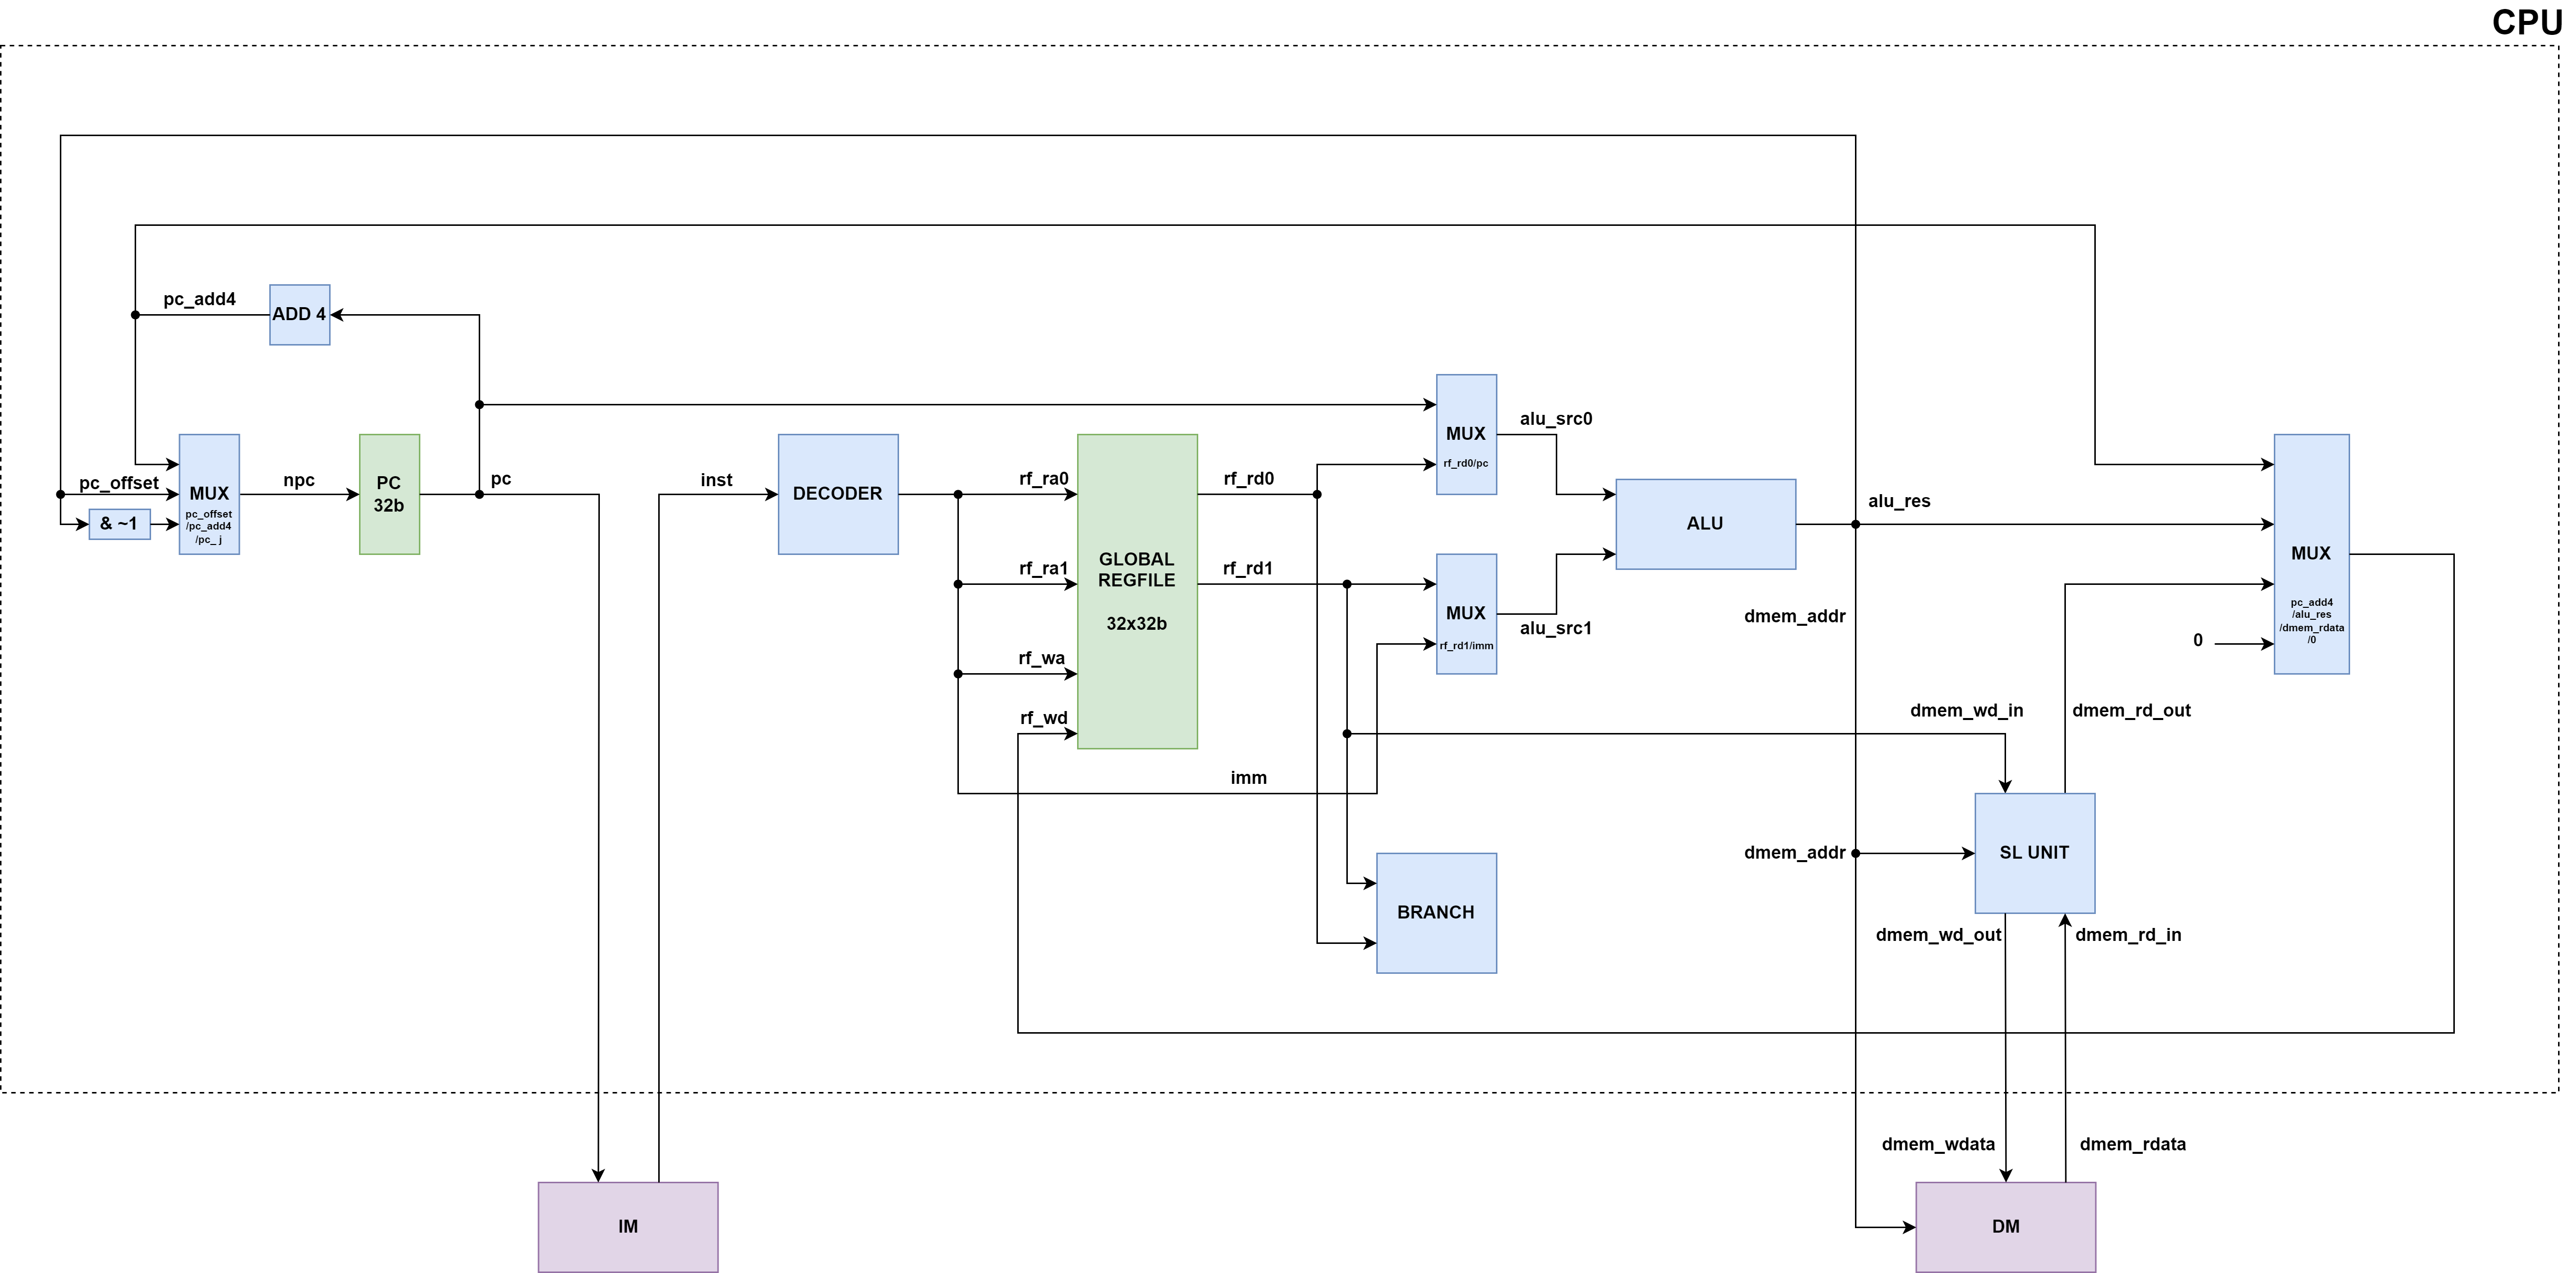 CPU
pc_add4
ADD 4
pc_offset
MUX
pc_offset
/pc_add4
/pc_ j
& ~1
npc
PC
32b
pc
inst
DECODER
rf_ra0
rf_ra1
rf_wa
rf_wd
GLOBAL
REGFILE
32x32b
rf_rd0
rf_rd1
imm
MUX
rf_rd0/pc
alu_src0
MUX
rf_rd1/imm
alu_src1
ALU
alu_res
dmem_addr
MUX
pc_add4
/alu_res
/dmem_rdata
/0
0
dmem_wd_in
dmem_rd_out
dmem_addr
SL UNIT
BRANCH
dmem_wd_out
dmem_rd_in
dmem_wdata
dmem_rdata
IM
DM